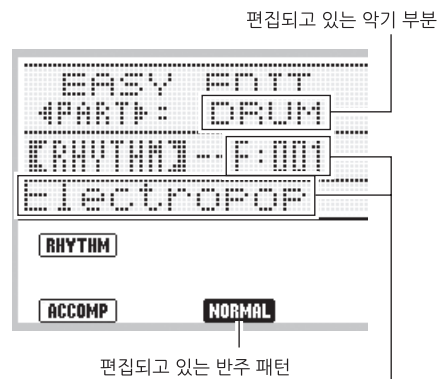 편집되고 있는 악기 부분
EASY EDIT
◀PART▶: DRUM
【RHYTHM】--F:001
Electropop
RHYTHM
ACCOMP NORMAL
편집되고 있는 반주 패턴